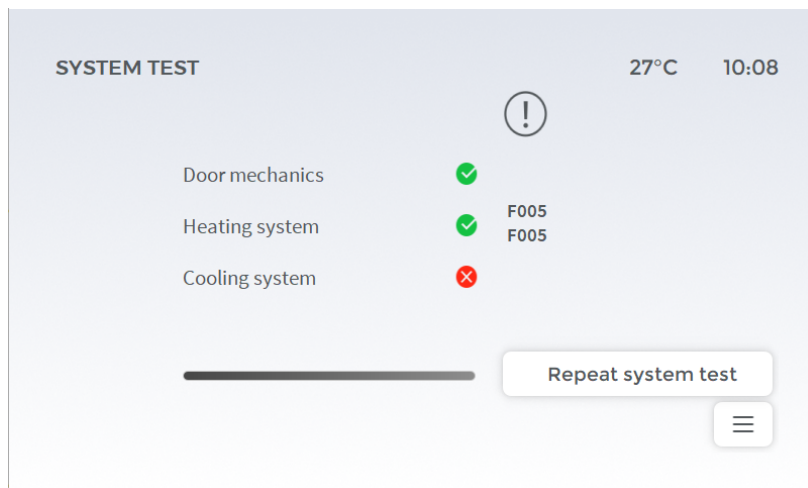 SYSTEM TEST 27°C 10:08
Door mechanics
Heating system F005
F005
Cooling system
Repeat system test